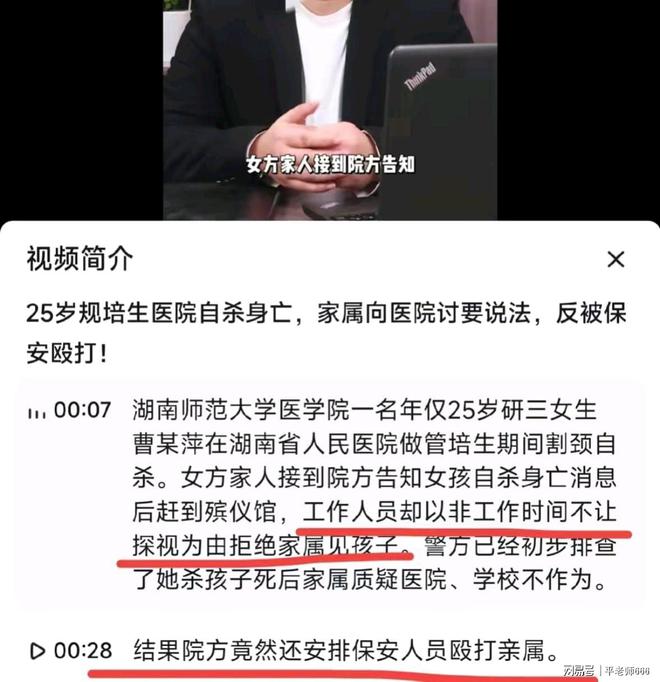 ThinkPad
女方家人接到院方告知
视频简介
25岁规培生医院自杀身亡，家属向医院讨要说法，反被保
安殴打！
00:07 湖南师范大学医学院一名年仅25岁研三女生
曹某萍在湖南省人民医院做管培生期间割颈自
杀。女方家人接到院方告知女孩自杀身亡消息
后赶到殡仪馆，工作人员却以非工作时间不让
探视为由拒绝家属见孩子。警方已经初步排查
了她杀孩子死后家属质疑医院、学校不作为。
00:28 结果院方竟然还安排保安人员殴打亲属。
网易号 | 平老师666